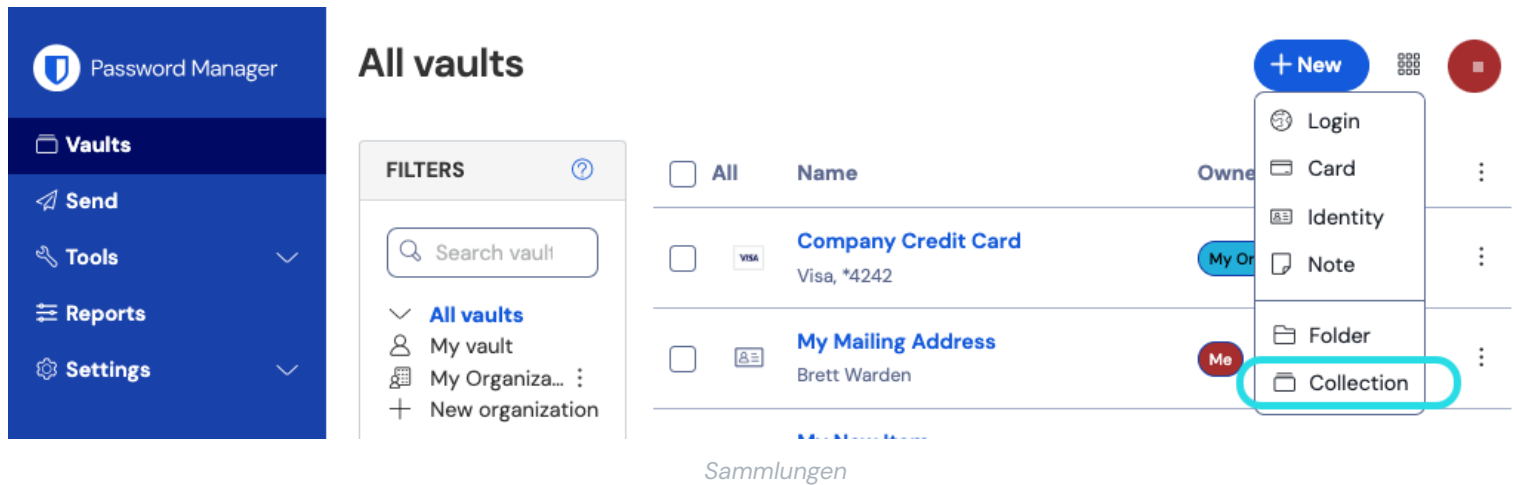 Password Manager
Vaults
Send
Tools
Reports
Settings
All vaults
New
Login
Card
Identity
Note
Folder
Collection
FILTERS
Search vault
All vaults
My vault
My Organiza...
New organization
All Name Owne
VISA
Company Credit Card
Visa, *4242
My Or
My Mailing Address
Brett Warden
Me
Sammlungen